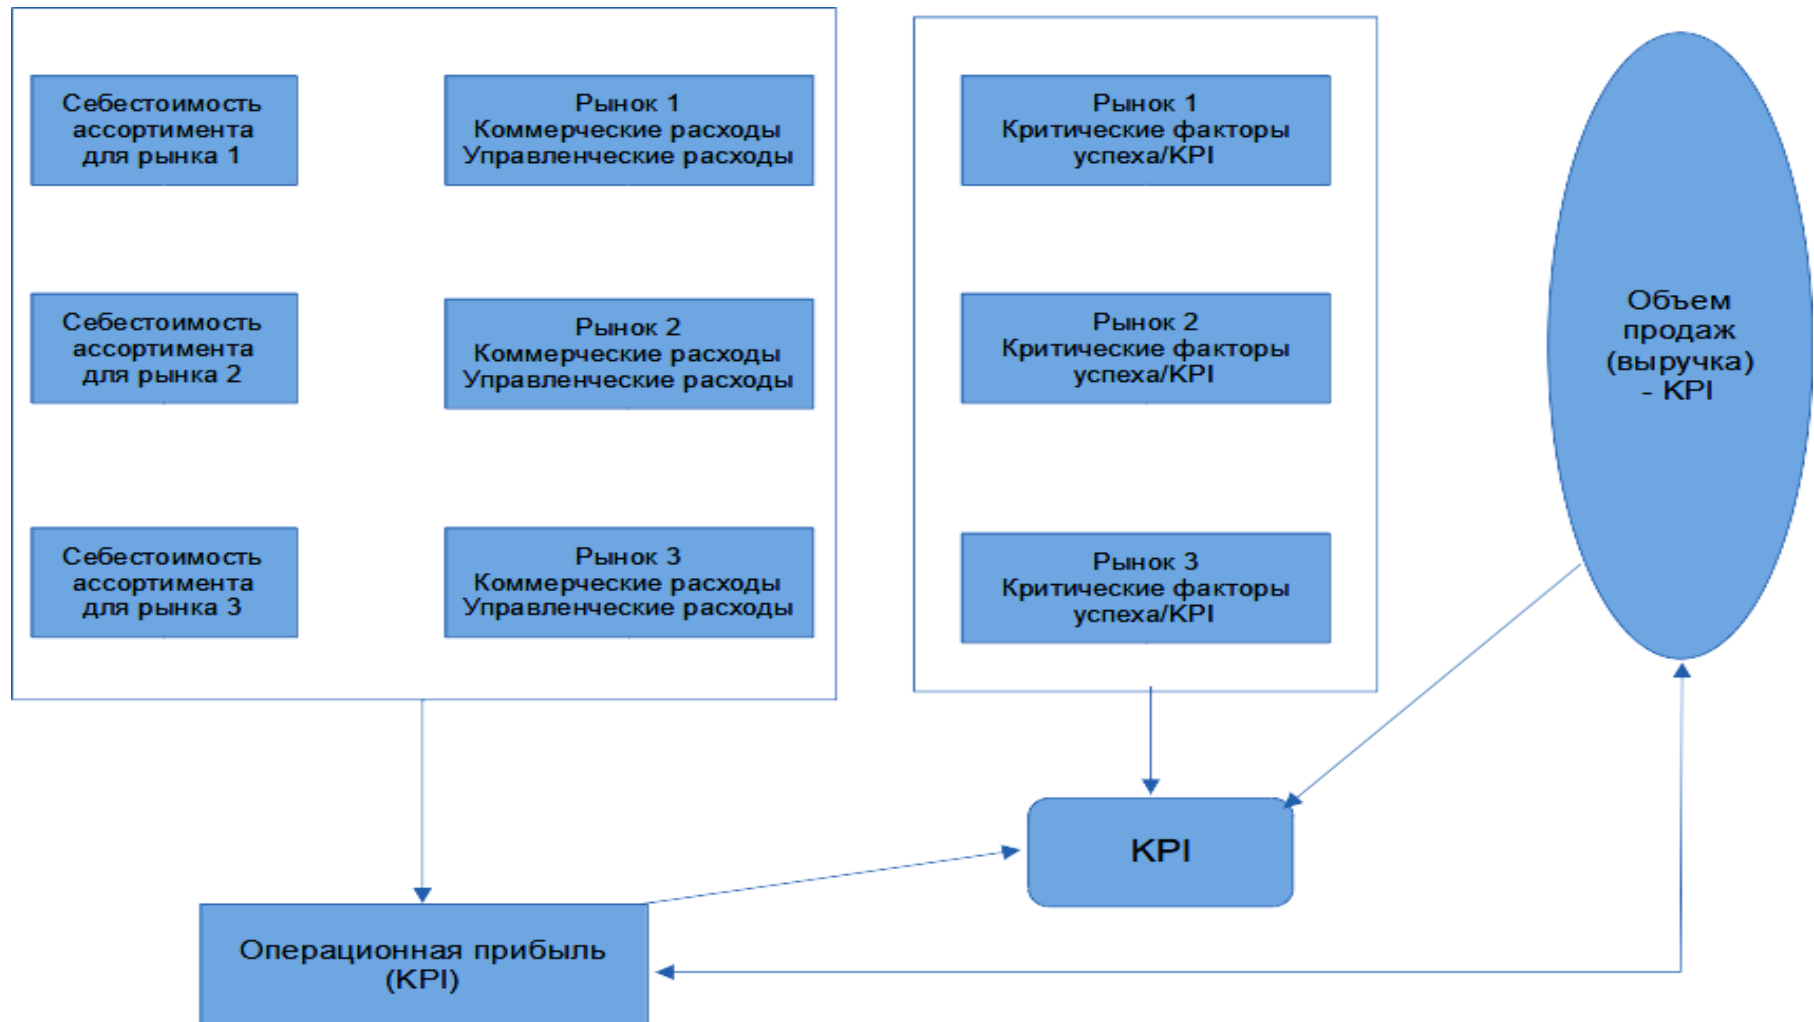 Себестоимость
ассортимента
для рынка 1
Рынок 1
Коммерческие расходы
Управленческие расходы
Рынок 1
Критические факторы
успеха/KPI
Себестоимость
ассортимента
для рынка 2
Рынок 2
Коммерческие расходы
Управленческие расходы
Рынок 2
Критические факторы
успеха/KPI
Объем
продаж
(выручка)
- KPI
Себестоимость
ассортимента
для рынка 3
Рынок 3
Коммерческие расходы
Управленческие расходы
Рынок 3
Критические факторы
успеха/KPI
KPI
Операционная прибыль
(KPI)